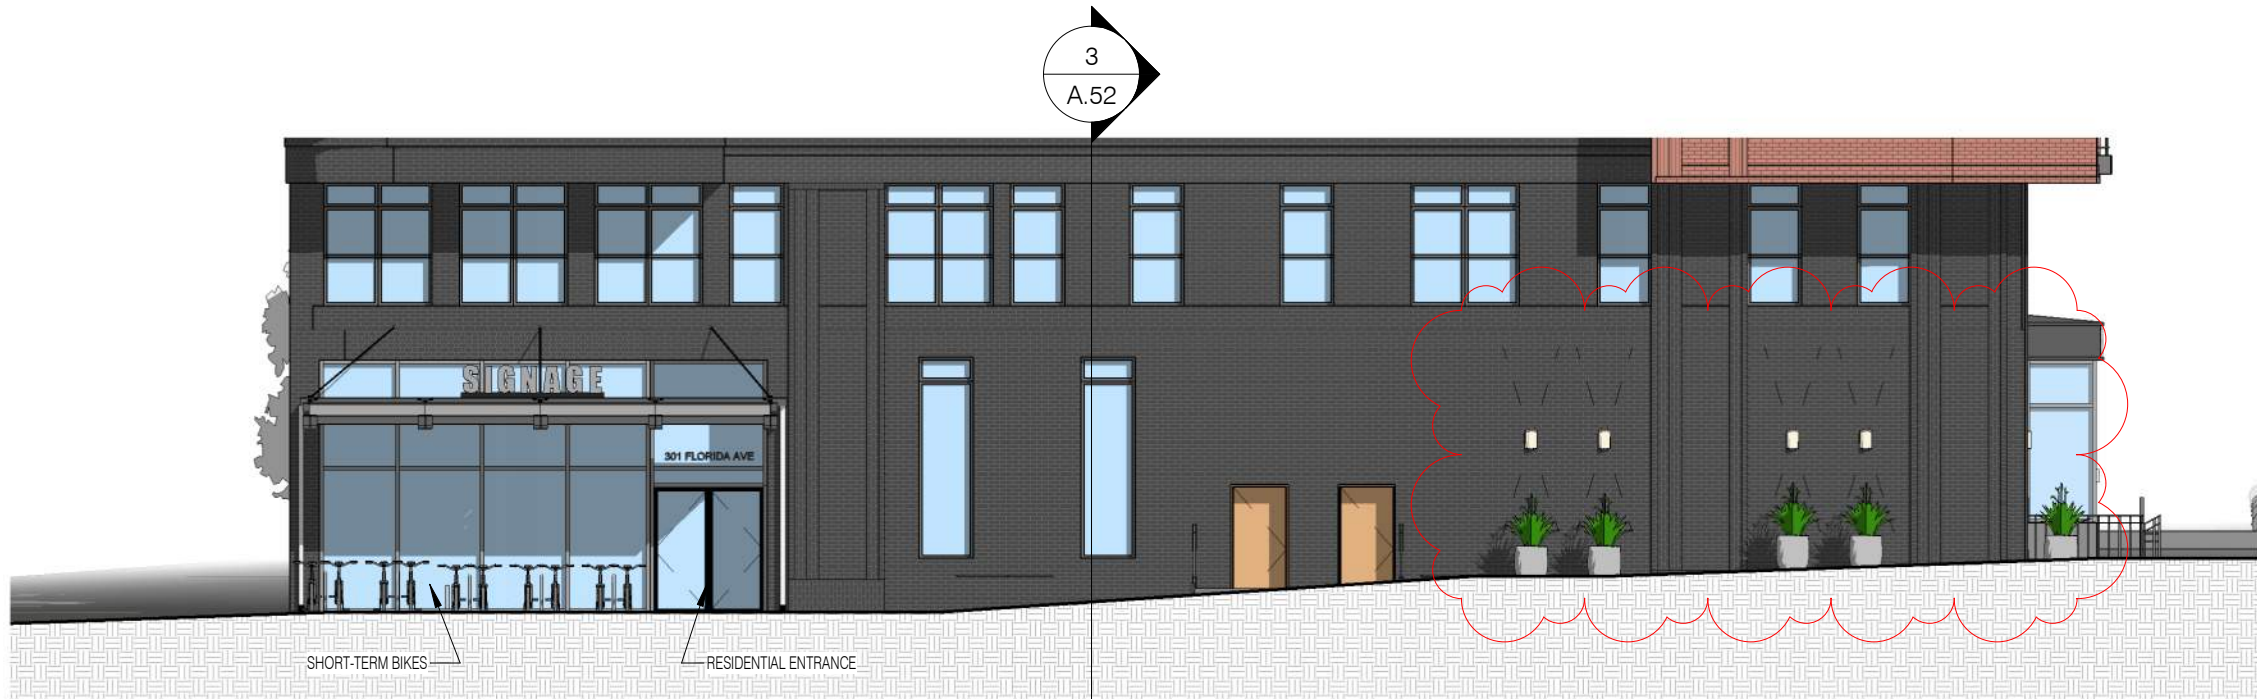 3
A.52
SIGNAGE
301 FLORIDA AVE
SHORT-TERM BIKES
RESIDENTIAL ENTRANCE